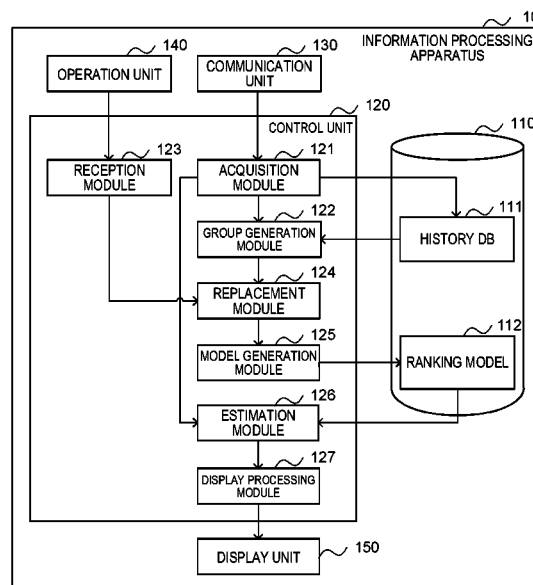 10
INFORMATION PROCESSING
APPARATUS
140
OPERATION UNIT
130
COMMUNICATION
UNIT
120
CONTROL UNIT
110
123
RECEPTION
MODULE
121
ACQUISITION
MODULE
111
HISTORY DB
122
GROUP GENERATION
MODULE
124
REPLACEMENT
MODULE
125
MODEL GENERATION
MODULE
112
RANKING MODEL
126
ESTIMATION
MODULE
127
DISPLAY PROCESSING
MODULE
DISPLAY UNIT
150